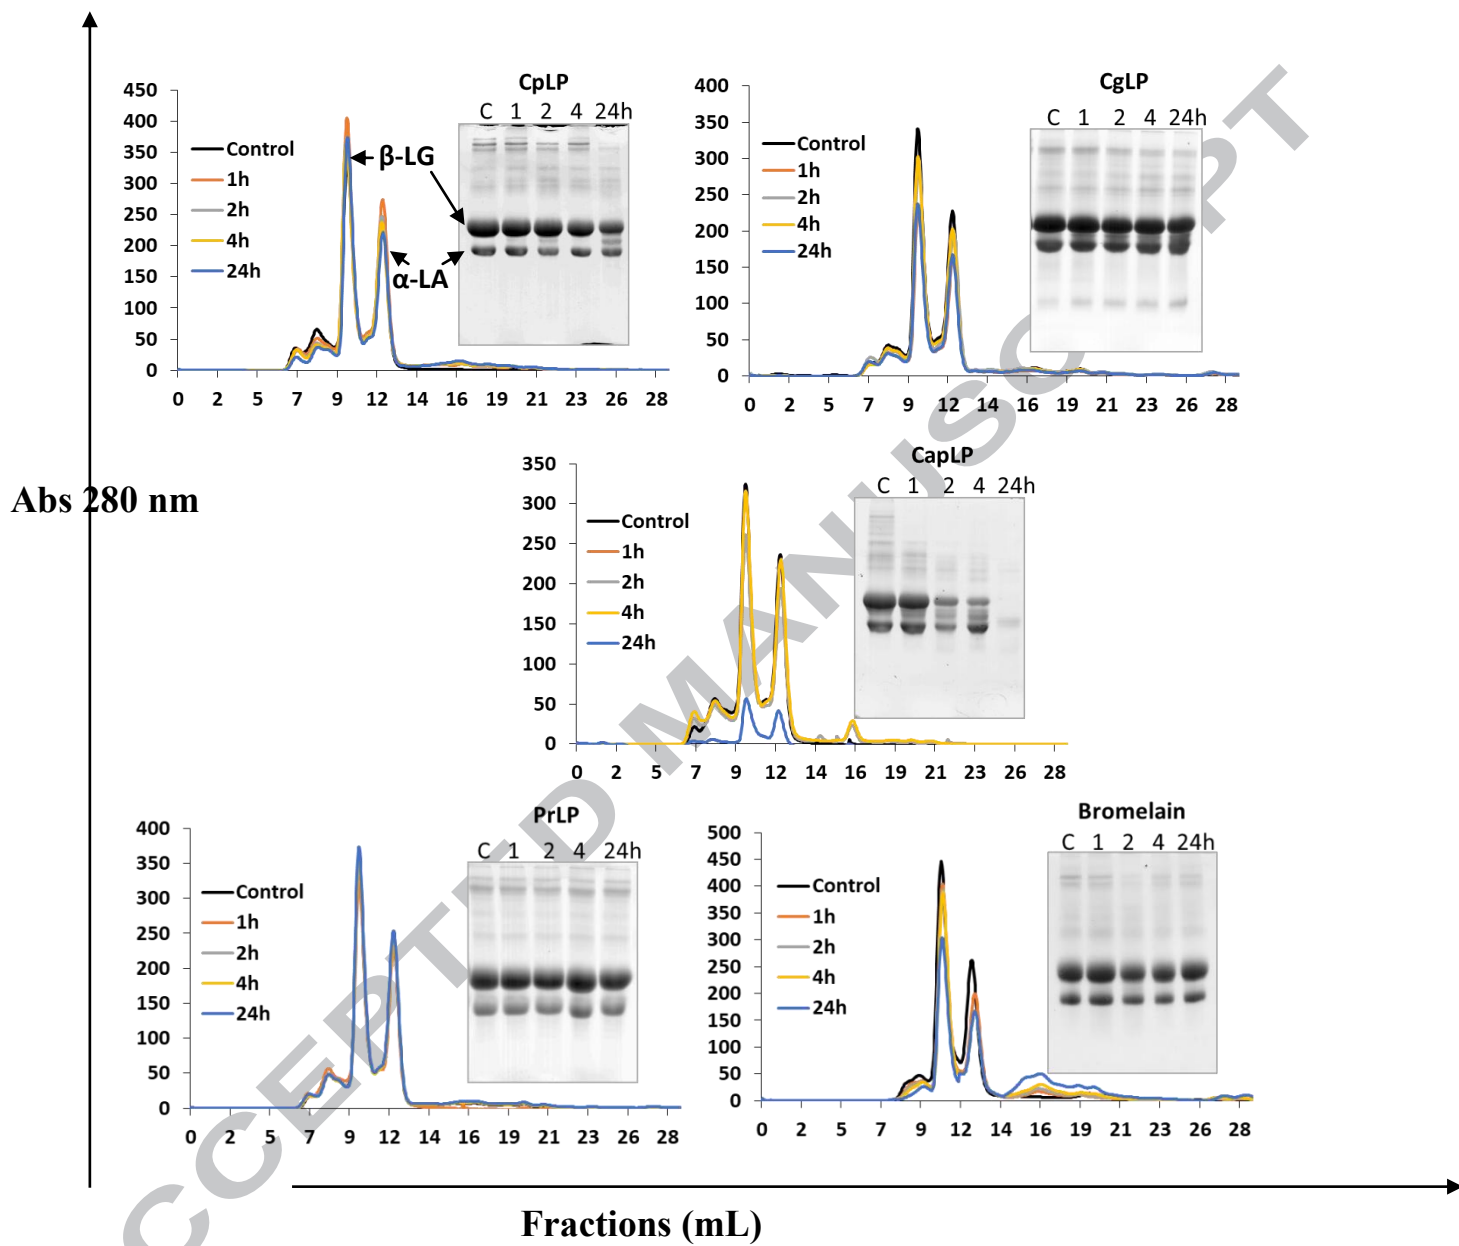 CpLP
C 1 2 4 24h
450
400
350
300
250
200
150
100
50
0
Control
1h
2h
4h
24h
β-LG
α-LA
0 2 5 7 9 12 16 19 21 23 28
CgLP
C 1 2 4 24h
400
350
300
250
200
150
100
50
0
Control
1h
2h
4h
24h
0 2 5 7 9 12 14 16 19 21 23 26 28
Abs 280 nm
CapLP
C 1 2 4 24h
350
300
250
200
150
100
50
0
Control
1h
2h
4h
24h
0 2 5 7 9 12 14 16 19 21 23 26 28
PrLP
C 1 2 4 24h
400
350
300
250
200
150
100
50
0
Control
1h
2h
4h
24h
0 2 5 7 9 12 14 16 19 21 23 26 28
Bromelain
C 1 2 4 24h
500
450
400
350
300
250
200
150
100
50
0
Control
1h
2h
4h
24h
0 2 5 7 9 12 14 16 19 21 23 26 28
Fractions (mL)
CCEPTED MANUSCRIPT